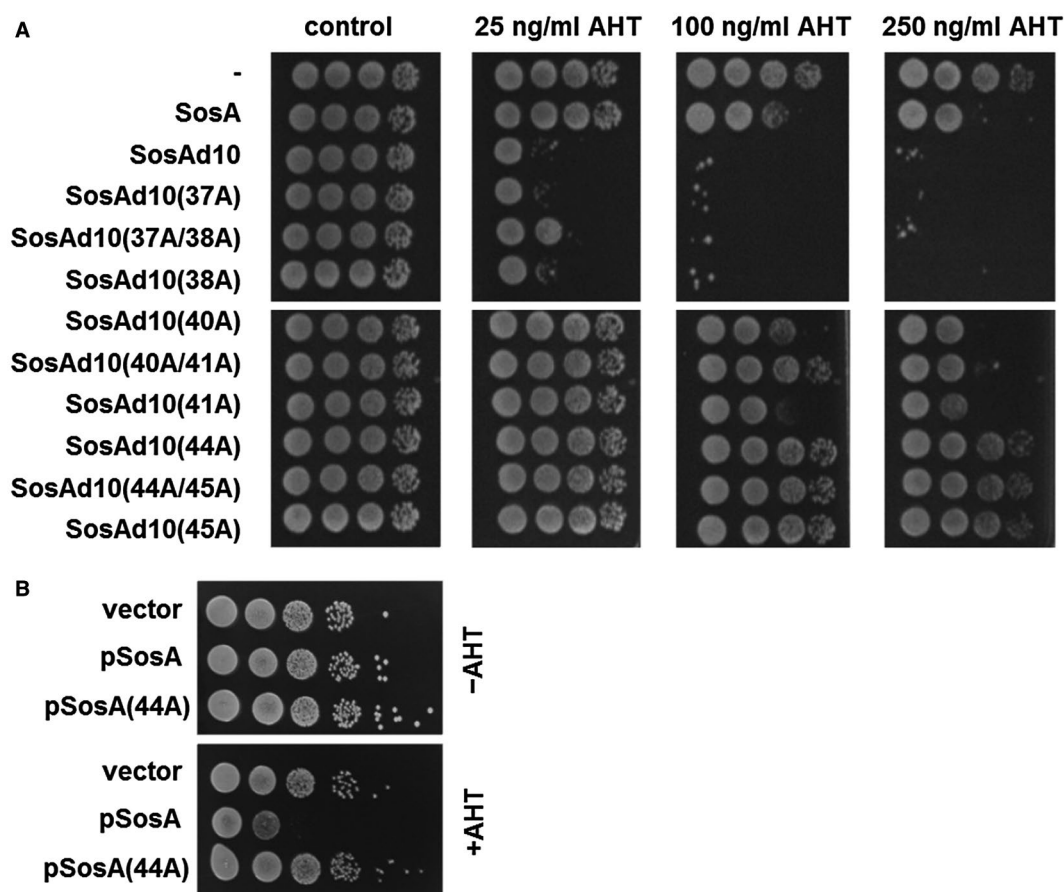 A
control 25 ng/ml AHT 100 ng/ml AHT 250 ng/ml AHT
-
SosA
SosAd10
SosAd10(37A)
SosAd10(37A/38A)
SosAd10(38A)
SosAd10(40A)
SosAd10(40A/41A)
SosAd10(41A)
SosAd10(44A)
SosAd10(44A/45A)
SosAd10(45A)
B
vector
pSosA
pSosA(44A)
–AHT
vector
pSosA
pSosA(44A)
+AHT